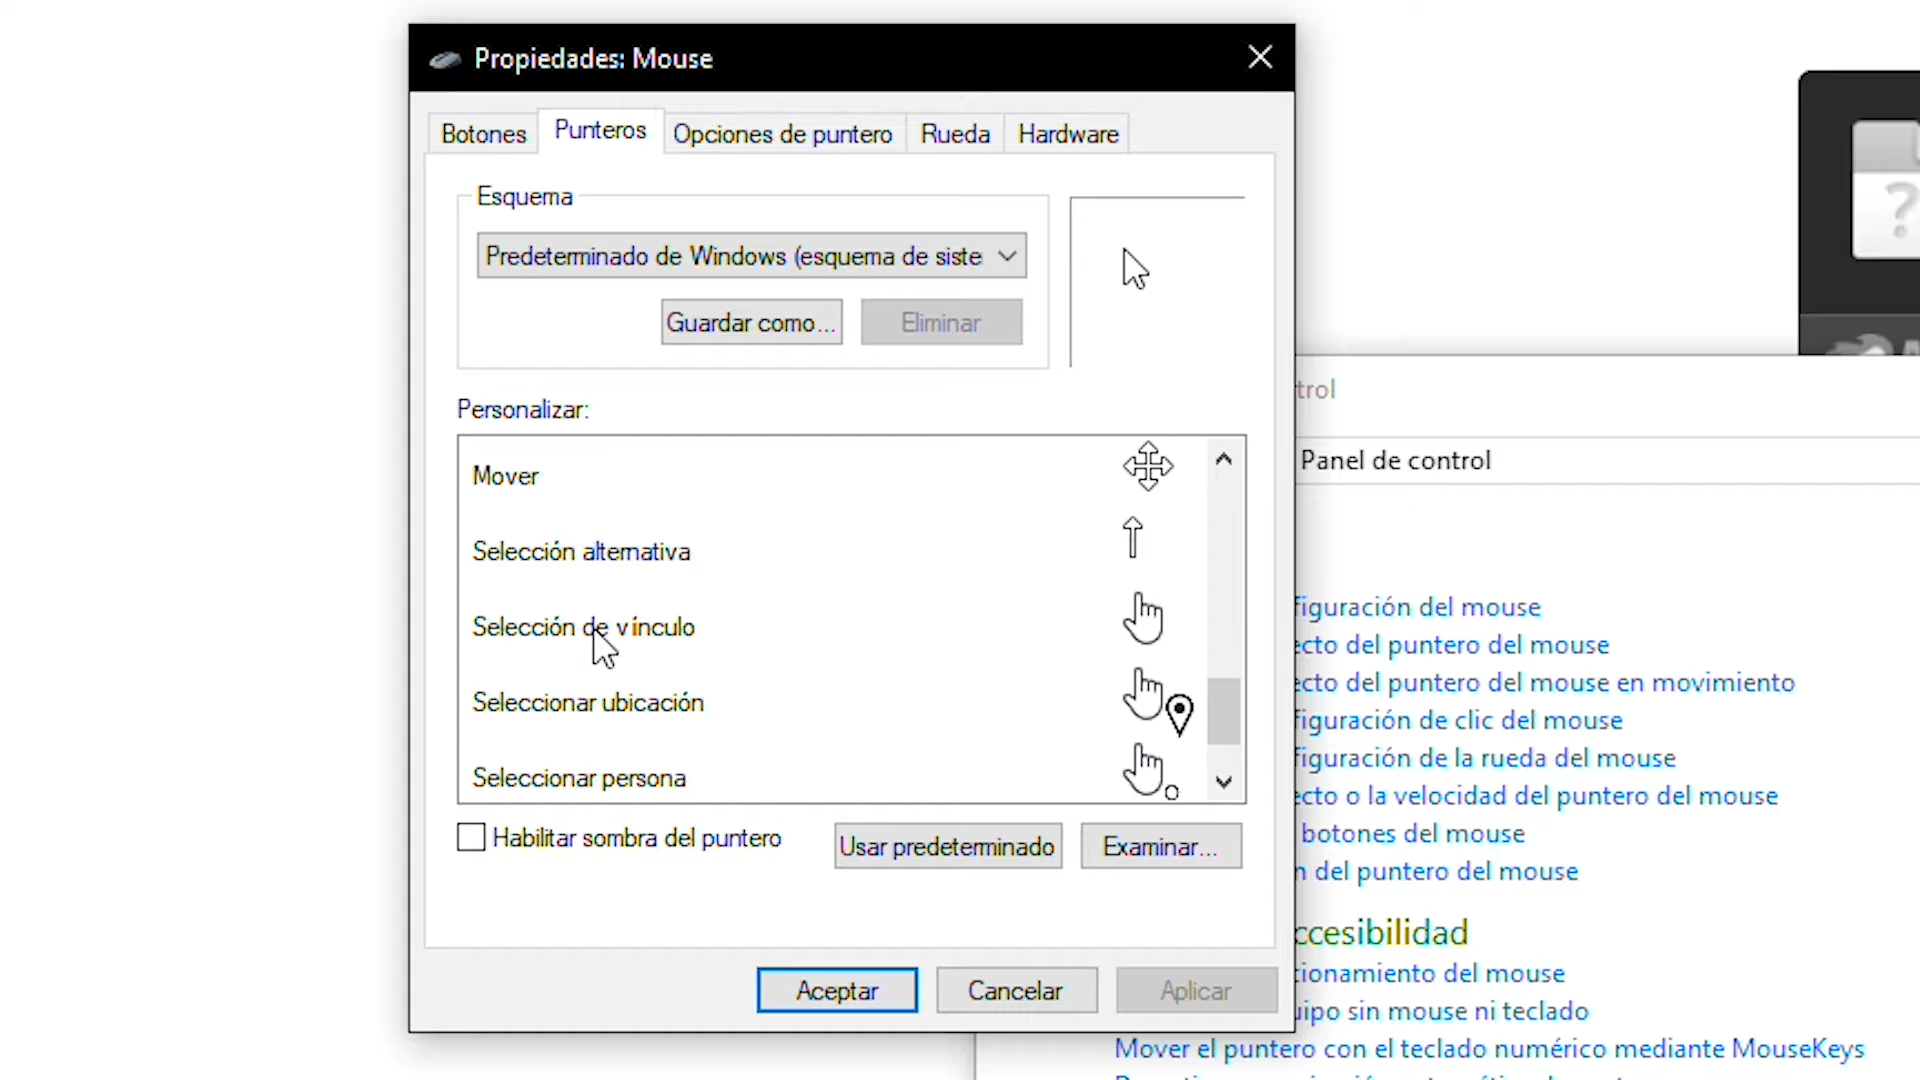 Propiedades: Mouse
Botones
Punteros
Opciones de puntero
Rueda
Hardware
Esquema
Predeterminado de Windows (esquema de siste
Guardar como...
Eliminar
Personalizar:
Mover
Selección alternativa
Selección de vínculo
Seleccionar ubicación
Seleccionar persona
Habilitar sombra del puntero
Usar predeterminado
Examinar...
Aceptar
Cancelar
Aplicar
trol
Panel de control
figuración del mouse
ecto del puntero del mouse
ecto del puntero del mouse en movimiento
figuración de clic del mouse
figuración de la rueda del mouse
ecto o la velocidad del puntero del mouse
botones del mouse
n del puntero del mouse
ccesibilidad
cionamiento del mouse
uipo sin mouse ni teclado
Mover el puntero con el teclado numérico mediante MouseKeys